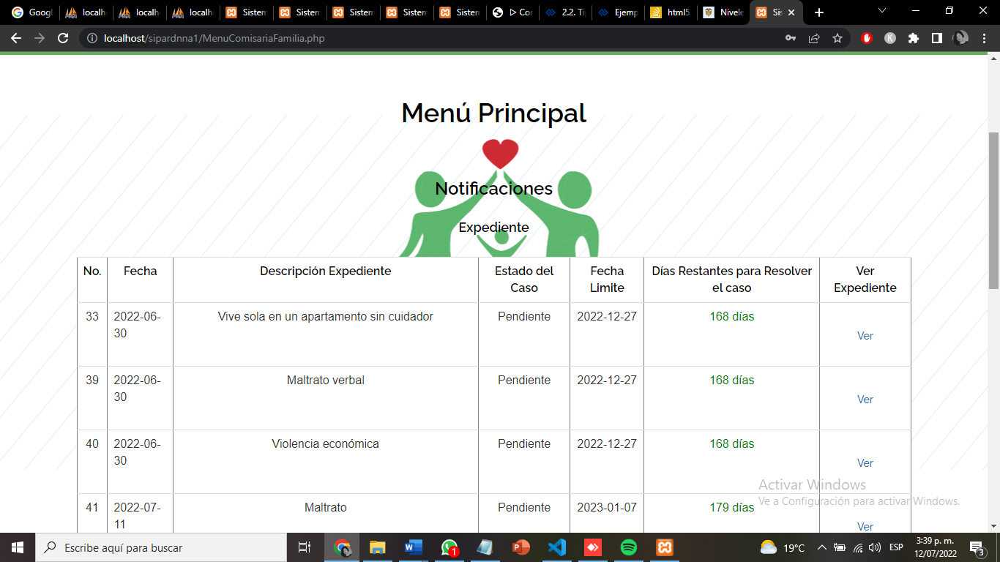 Googl
localh
localh
localh
Sistem
Sistem
Sistem
Sistem
Sistem
▷ Cor
2.2. Ti
Ejemp
html5
Nivele
Sis
localhost/sipardnna1/MenuComisariaFamilia.php
K
Menú Principal
Notificaciones
Expediente
No. Fecha Descripción Expediente Estado del Caso Fecha Limite Días Restantes para Resolver el caso Ver Expediente
33 2022-06-30 Vive sola en un apartamento sin cuidador Pendiente 2022-12-27 168 días Ver
39 2022-06-30 Maltrato verbal Pendiente 2022-12-27 168 días Ver
40 2022-06-30 Violencia económica Pendiente 2022-12-27 168 días Ver
41 2022-07-11 Maltrato Pendiente 2023-01-07 179 días Ver
Activar Windows
Ve a Configuración para activar Windows.
Escribe aquí para buscar
1
19°C
ESP
3:39 p. m.
12/07/2022
3